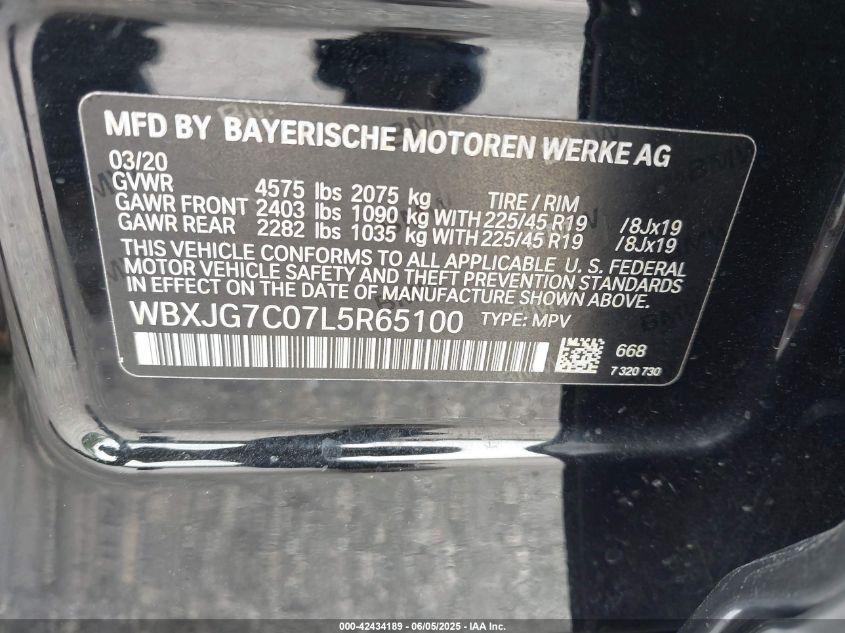 MFD BY BAYERISCHE MOTOREN WERKE AG
03/20
GVWR 4575 lbs 2075 kg TIRE / RIM
GAWR FRONT 2403 lbs 1090 kg WITH 225/45 R19 /8Jx19
GAWR REAR 2282 lbs 1035 kg WITH 225/45 R19 /8Jx19
THIS VEHICLE CONFORMS TO ALL APPLICABLE U. S. FEDERAL
MOTOR VEHICLE SAFETY AND THEFT PREVENTION STANDARDS
IN EFFECT ON THE DATE OF MANUFACTURE SHOWN ABOVE.
WBXJG7C07L5R65100 TYPE: MPV
668
7 320 730
000-42434189 - 06/05/2025 - IAA Inc.